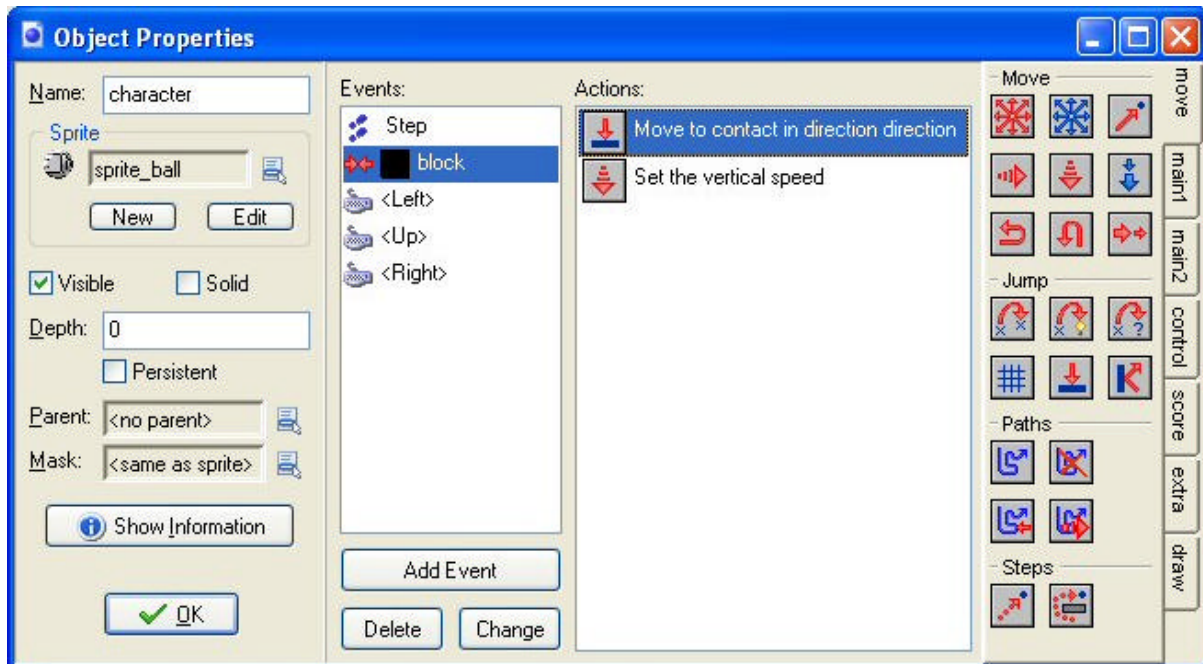 Object Properties
Name: character
Sprite
sprite_ball
New Edit
Visible Solid
Depth: 0
Persistent
Parent: <no parent>
Mask: <same as sprite>
Show Information
OK
Events:
Step
block
<Left>
<Up>
<Right>
Add Event
Delete Change
Actions:
Move to contact in direction direction
Set the vertical speed
Move
Jump
Paths
Steps
move
main1
main2
control
score
extra
draw